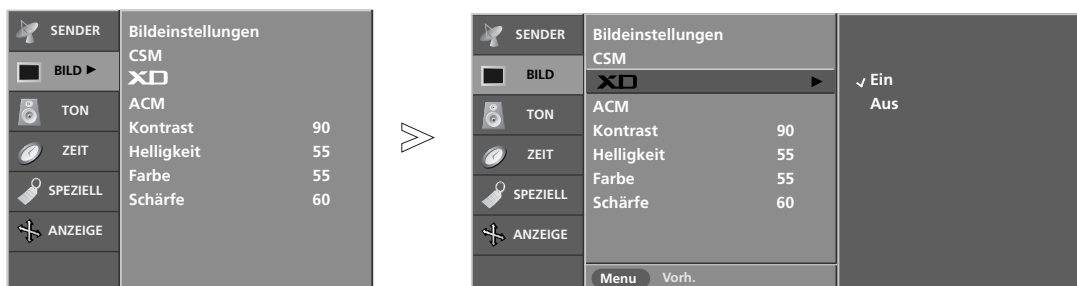 SENDER
BILD ►
TON
ZEIT
SPEZIELL
ANZEIGE
Bildeinstellungen
CSM
XD
ACM
Kontrast 90
Helligkeit 55
Farbe 55
Schärfe 60
SENDER
BILD
TON
ZEIT
SPEZIELL
ANZEIGE
Bildeinstellungen
CSM
XD ►
ACM
Kontrast 90
Helligkeit 55
Farbe 55
Schärfe 60
Menu Vorh.
✓ Ein
Aus